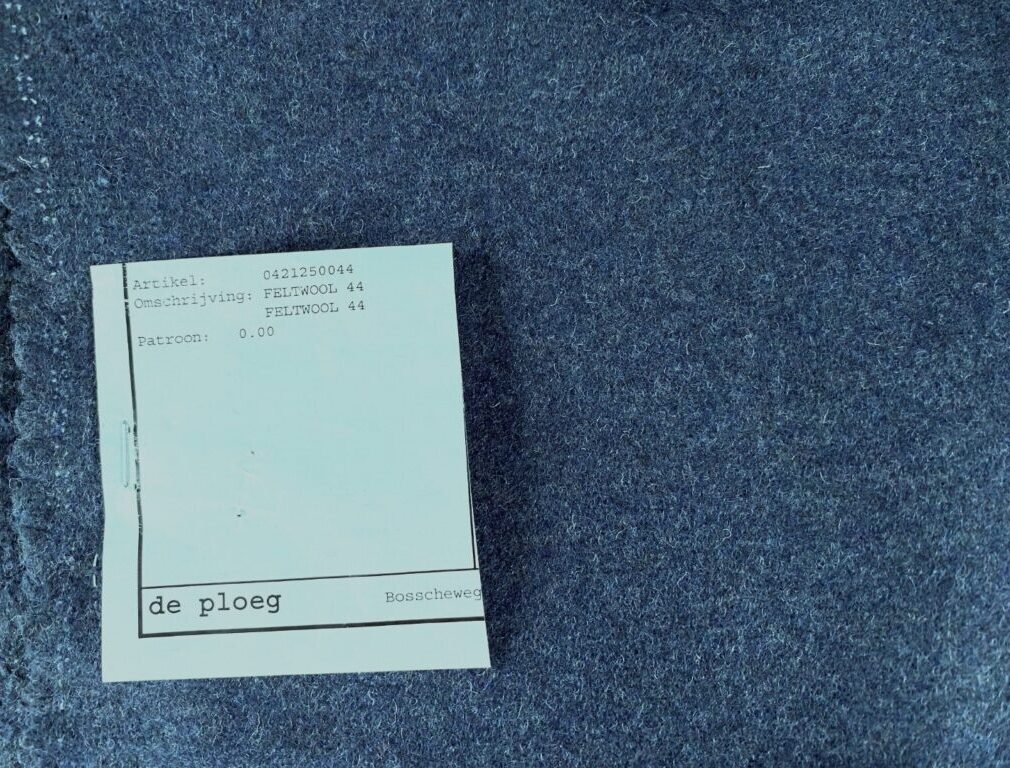 Artikel: 0421250044
Omschrijving: FELTWOOL 44
FELTWOOL 44
Patroon: 0.00
de ploeg Bosscheweg